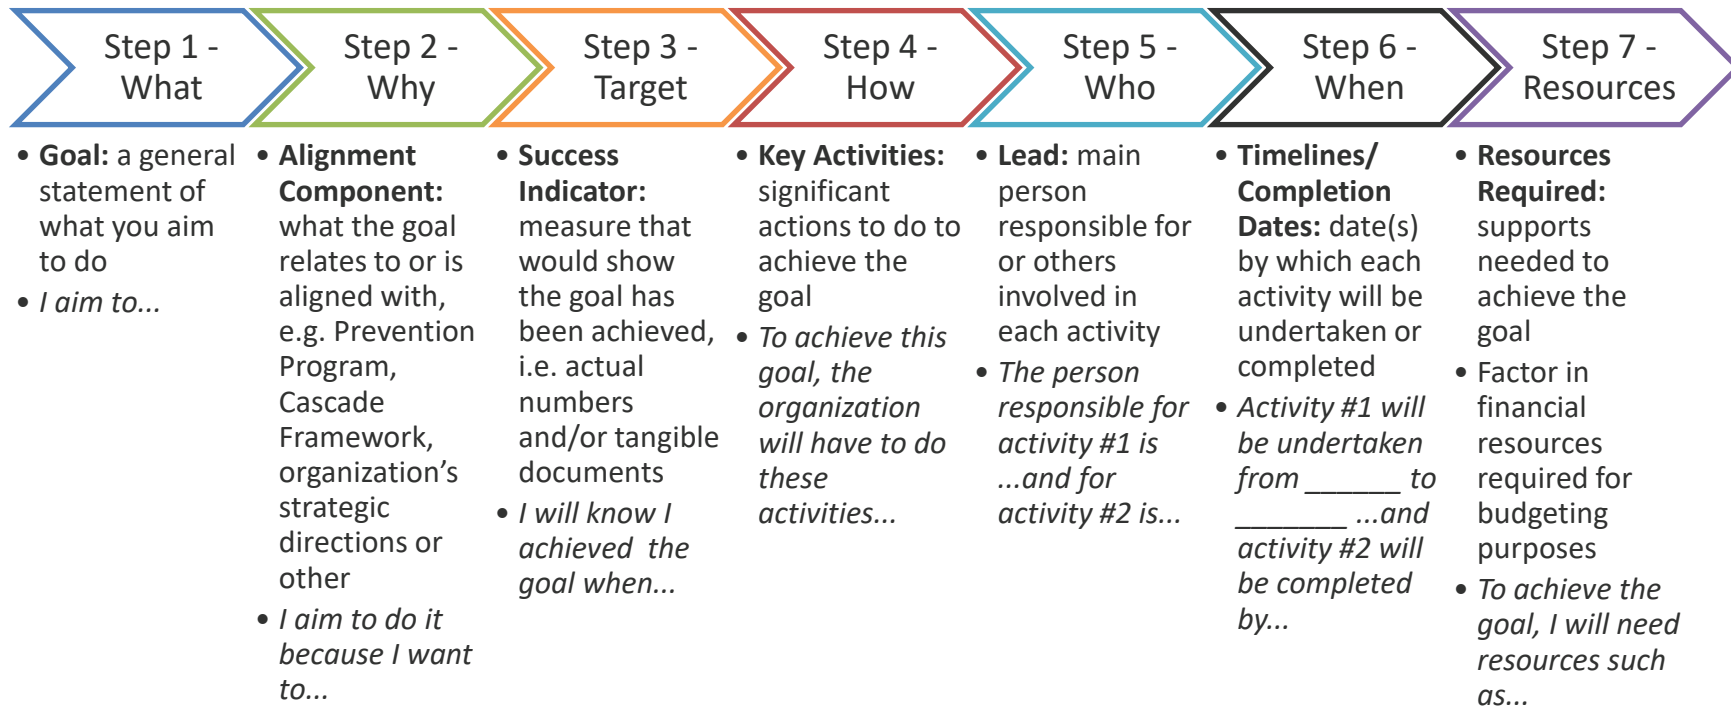 Step 1 -
What
Step 2 -
Why
Step 3 -
Target
Step 4 -
How
Step 5 -
Who
Step 6 -
When
Step 7 -
Resources
• Goal: a general
statement of
what you aim
to do
• I aim to...
• Alignment
Component:
what the goal
relates to or is
aligned with,
e.g. Prevention
Program,
Cascade
Framework,
organization’s
strategic
directions or
other
• I aim to do it
because I want
to...
• Success
Indicator:
measure that
would show
the goal has
been achieved,
i.e. actual
numbers
and/or tangible
documents
• I will know I
achieved  the
goal when...
• Key Activities:
significant
actions to do to
achieve the
goal
• To achieve this
goal, the
organization
will have to do
these
activities...
• Lead: main
person
responsible for
or others
involved in
each activity
• The person
responsible for
activity #1 is
...and for
activity #2 is...
• Timelines/
Completion
Dates: date(s)
by which each
activity will be
undertaken or
completed
• Activity #1 will
be undertaken
from ______ to
_______ ...and
activity #2 will
be completed
by...
• Resources
Required:
supports
needed to
achieve the
goal
• Factor in
financial
resources
required for
budgeting
purposes
• To achieve the
goal, I will need
resources such
as...